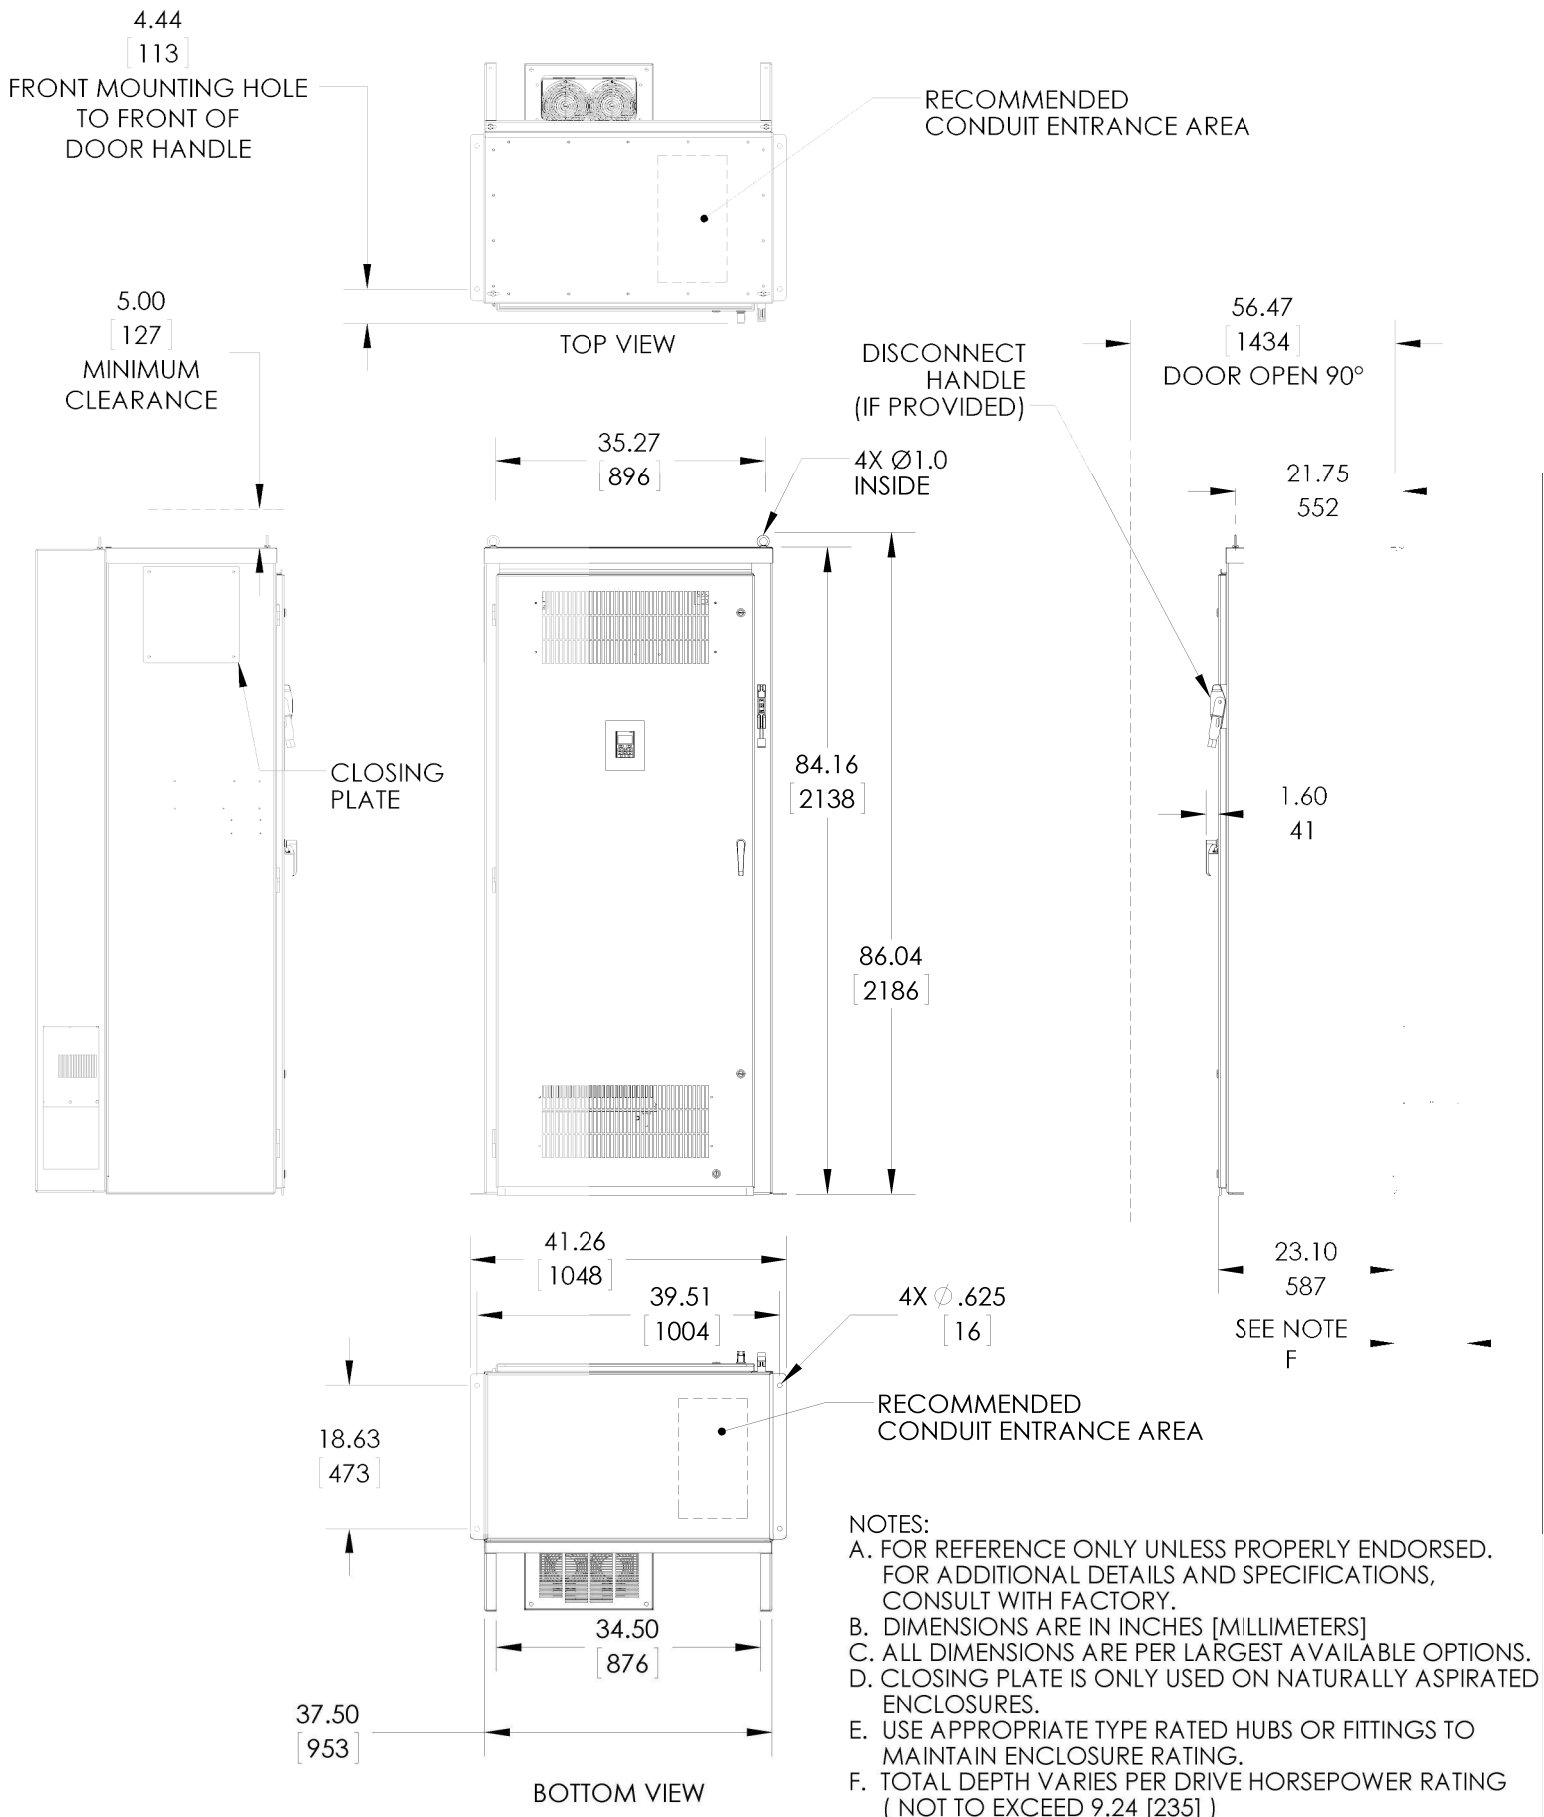 4.44
[113]
FRONT MOUNTING HOLE
TO FRONT OF
DOOR HANDLE
RECOMMENDED
CONDUIT ENTRANCE AREA
TOP VIEW
5.00
[127]
MINIMUM
CLEARANCE
56.47
[1434]
DOOR OPEN 90°
DISCONNECT
HANDLE
(IF PROVIDED)
35.27
[896]
4X Ø1.0
INSIDE
21.75
552
CLOSING
PLATE
84.16
[2138]
1.60
41
86.04
[2186]
41.26
[1048]
39.51
[1004]
4X Ø .625
[16]
23.10
587
SEE NOTE
F
18.63
[473]
RECOMMENDED
CONDUIT ENTRANCE AREA
34.50
[876]
37.50
[953]
BOTTOM VIEW
NOTES:
A. FOR REFERENCE ONLY UNLESS PROPERLY ENDORSED.
FOR ADDITIONAL DETAILS AND SPECIFICATIONS,
CONSULT WITH FACTORY.
B. DIMENSIONS ARE IN INCHES [MILLIMETERS]
C. ALL DIMENSIONS ARE PER LARGEST AVAILABLE OPTIONS.
D. CLOSING PLATE IS ONLY USED ON NATURALLY ASPIRATED
ENCLOSURES.
E. USE APPROPRIATE TYPE RATED HUBS OR FITTINGS TO
MAINTAIN ENCLOSURE RATING.
F. TOTAL DEPTH VARIES PER DRIVE HORSEPOWER RATING
( NOT TO EXCEED 9.24 [235] )